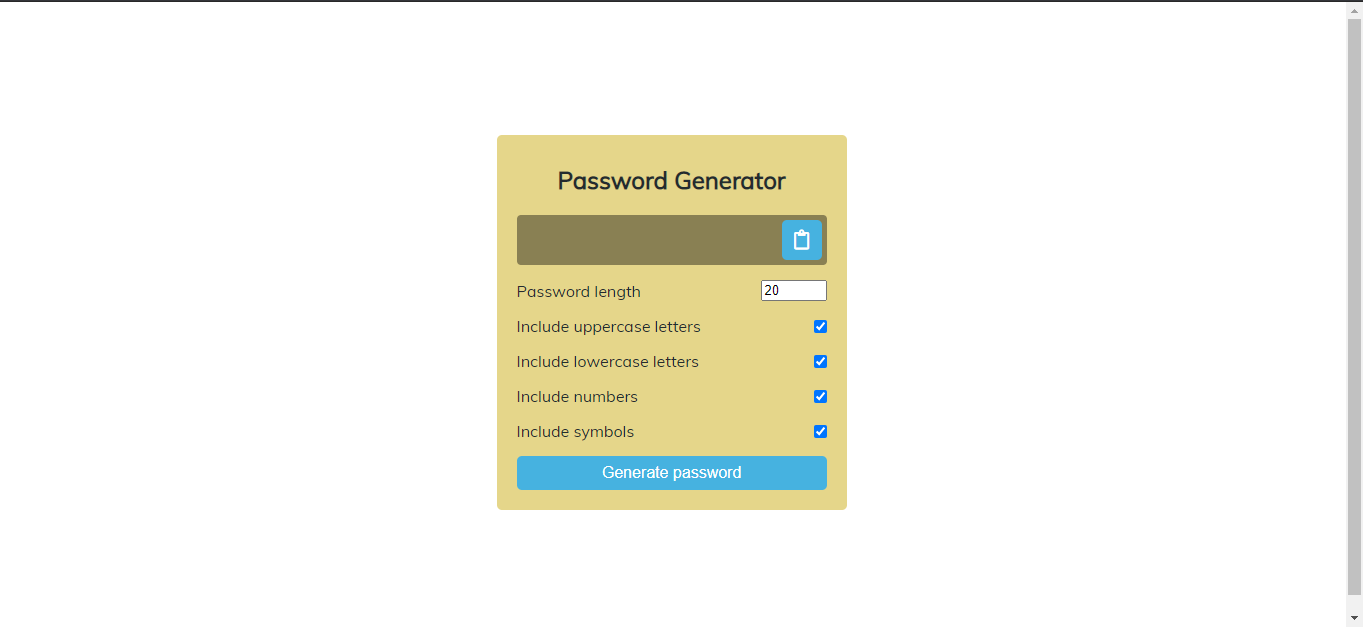 Password Generator
Password length 20
Include uppercase letters
Include lowercase letters
Include numbers
Include symbols
Generate password